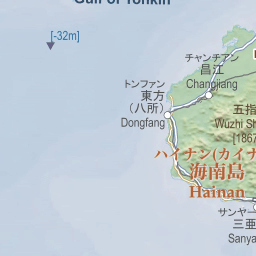 Gulf of Tonkin
[-32m]
チャンチアン
昌江
Changjiang
トンファン
東方
(八所)
Dongfang
五指
Wuzhi Sh
[1867
ハイナン(カイナ
海南島
Hainan
サンヤー
三亜
Sanya